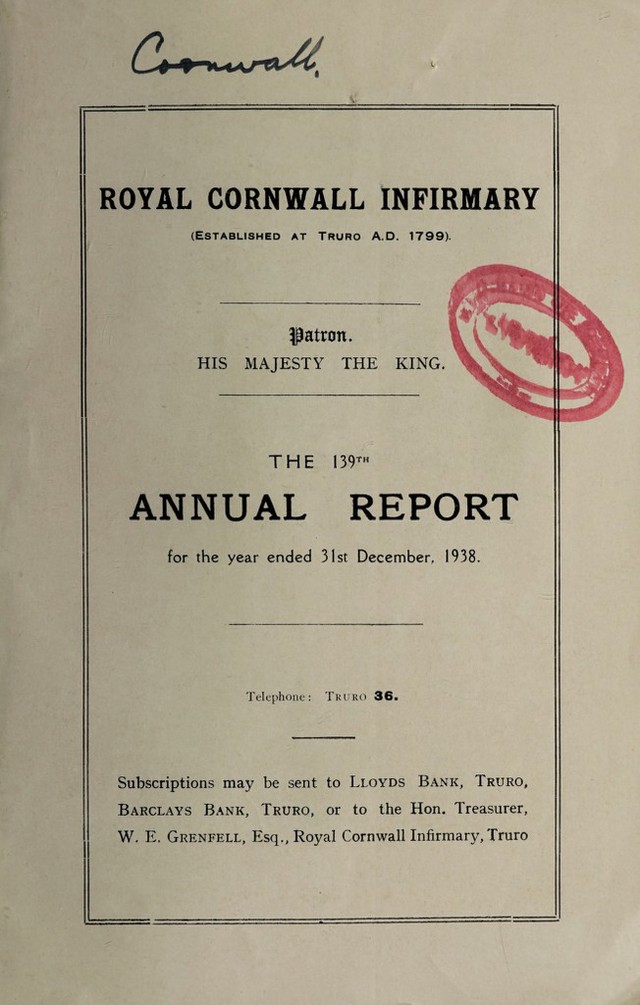 Cornwall.
ROYAL CORNWALL INFIRMARY
(ESTABLISHED AT TRURO A.D. 1799).
Patron.
HIS MAJESTY THE KING.
THE 139TH
ANNUAL REPORT
for the year ended 31st December, 1938.
Telephone: TRURO 36.
Subscriptions may be sent to LLOYDS BANK, TRURO,
BARCLAYS BANK, TRURO, or to the Hon. Treasurer,
W. E. GRENFELL, Esq., Royal Cornwall Infirmary, Truro